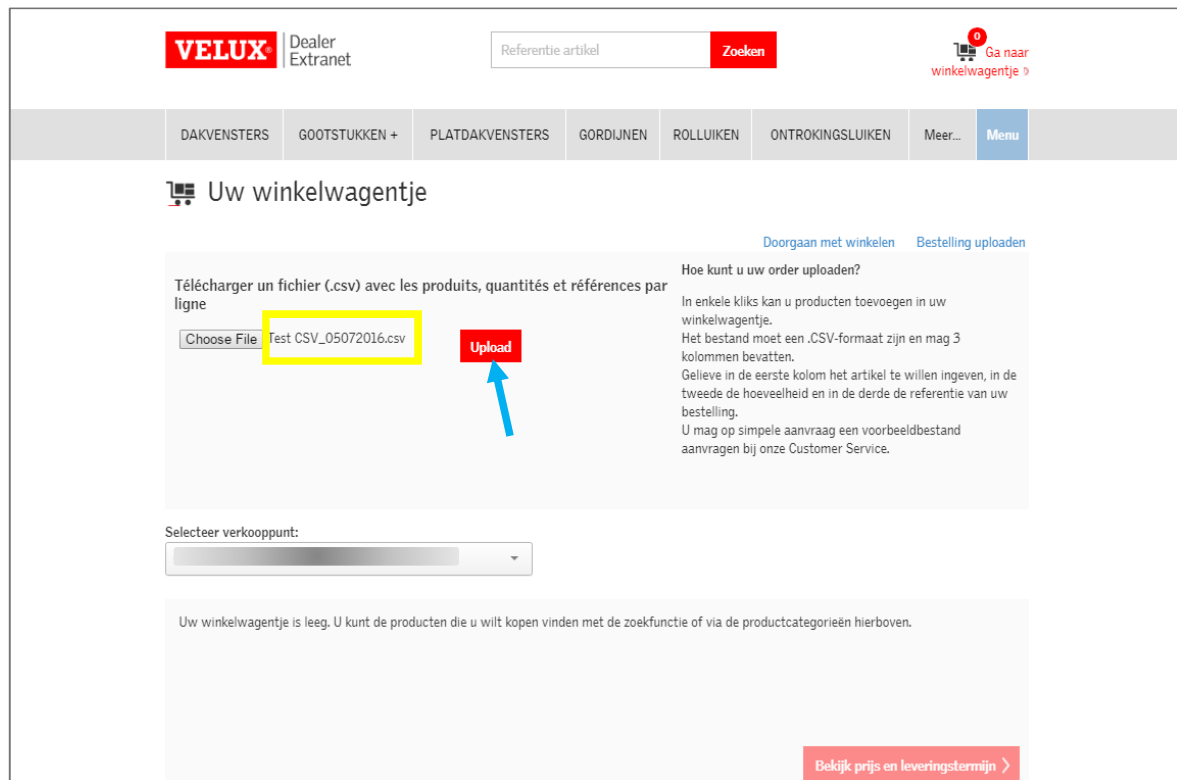 VELUX® Dealer
Extranet
Referentie artikel
Zoeken
0
Ga naar
winkelwagentje
DAKVENSTERS GOOTSTUKKEN + PLATDAKVENSTERS GORDIJNEN ROLLUIKEN ONTROKINGSLUIKEN Meer... Menu
Uw winkelwagentje
Doorgaan met winkelen Bestelling uploaden
Télécharger un fichier (.csv) avec les produits, quantités et références par
ligne
Choose File Test CSV_05072016.csv
Upload
Hoe kunt u uw order uploaden?
In enkele kliks kan u producten toevoegen in uw
winkelwagentje.
Het bestand moet een .CSV-formaat zijn en mag 3
kolommen bevatten.
Gelieve in de eerste kolom het artikel te willen ingeven, in de
tweede de hoeveelheid en in de derde de referentie van uw
bestelling.
U mag op simpele aanvraag een voorbeeldbestand
aanvragen bij onze Customer Service.
Selecteer verkooppunt:
Uw winkelwagentje is leeg. U kunt de producten die u wilt kopen vinden met de zoekfunctie of via de productcategorieën hierboven.
Bekijk prijs en leveringstermijn